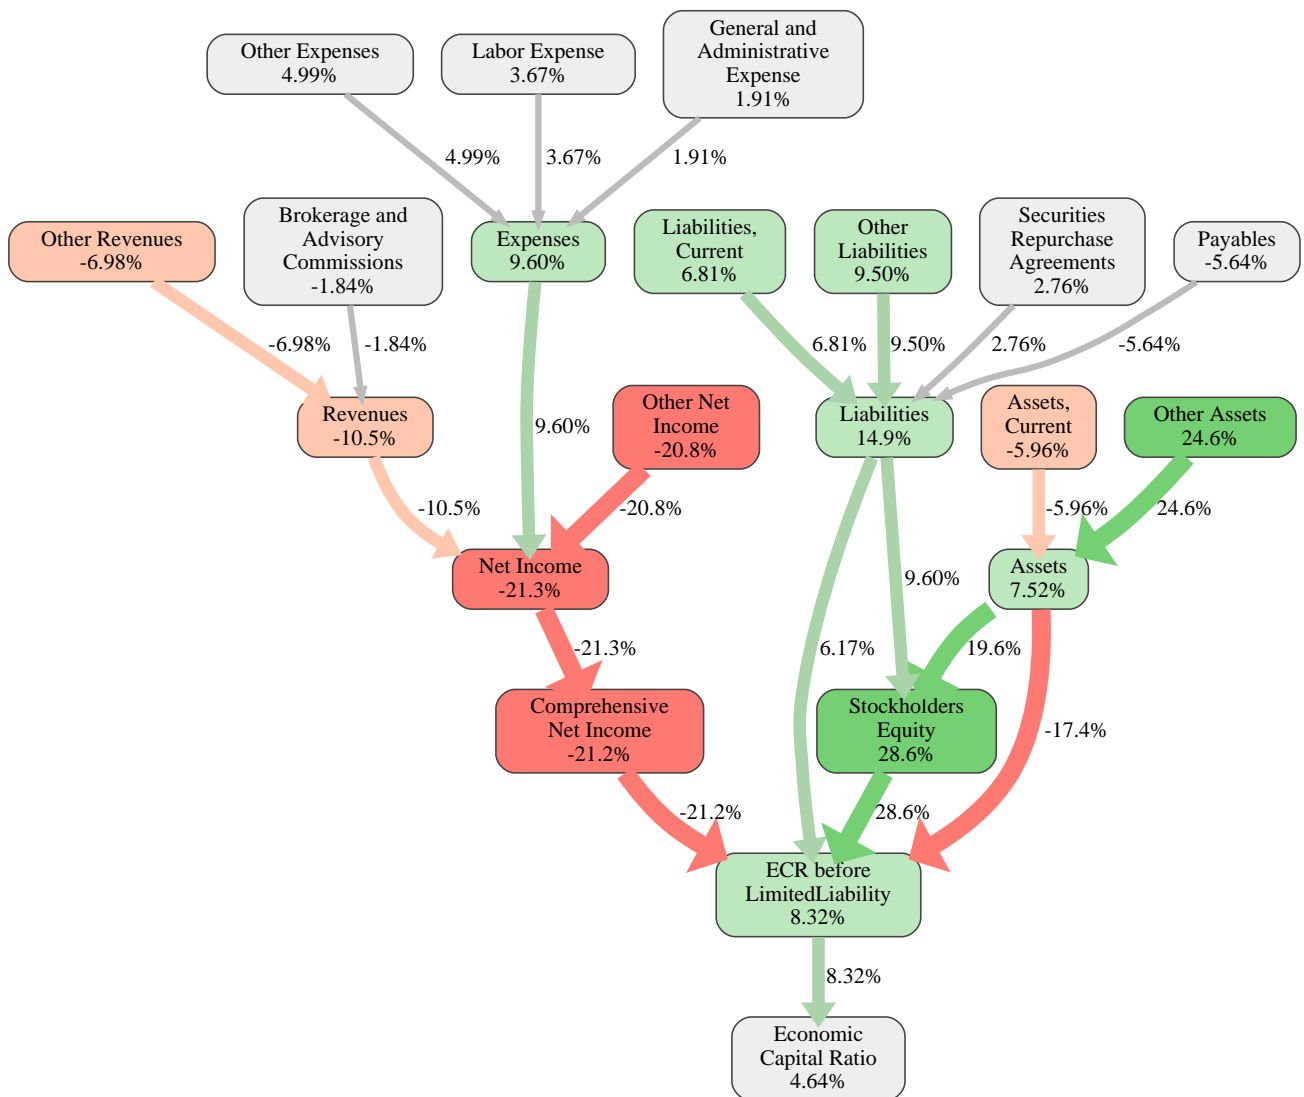 Other Expenses
4.99%
Labor Expense
3.67%
General and
Administrative
Expense
1.91%
4.99%
3.67%
1.91%
Other Revenues
-6.98%
Brokerage and
Advisory
Commissions
-1.84%
Expenses
9.60%
Liabilities,
Current
6.81%
Other
Liabilities
9.50%
Securities
Repurchase
Agreements
2.76%
Payables
-5.64%
-6.98%
-1.84%
6.81%
9.50%
2.76%
-5.64%
Revenues
-10.5%
9.60%
Other Net
Income
-20.8%
Liabilities
14.9%
Assets,
Current
-5.96%
Other Assets
24.6%
-10.5%
-20.8%
-5.96%
24.6%
Net Income
-21.3%
9.60%
Assets
7.52%
-21.3%
6.17%
19.6%
Comprehensive
Net Income
-21.2%
Stockholders
Equity
28.6%
-17.4%
-21.2%
28.6%
ECR before
LimitedLiability
8.32%
8.32%
Economic
Capital Ratio
4.64%